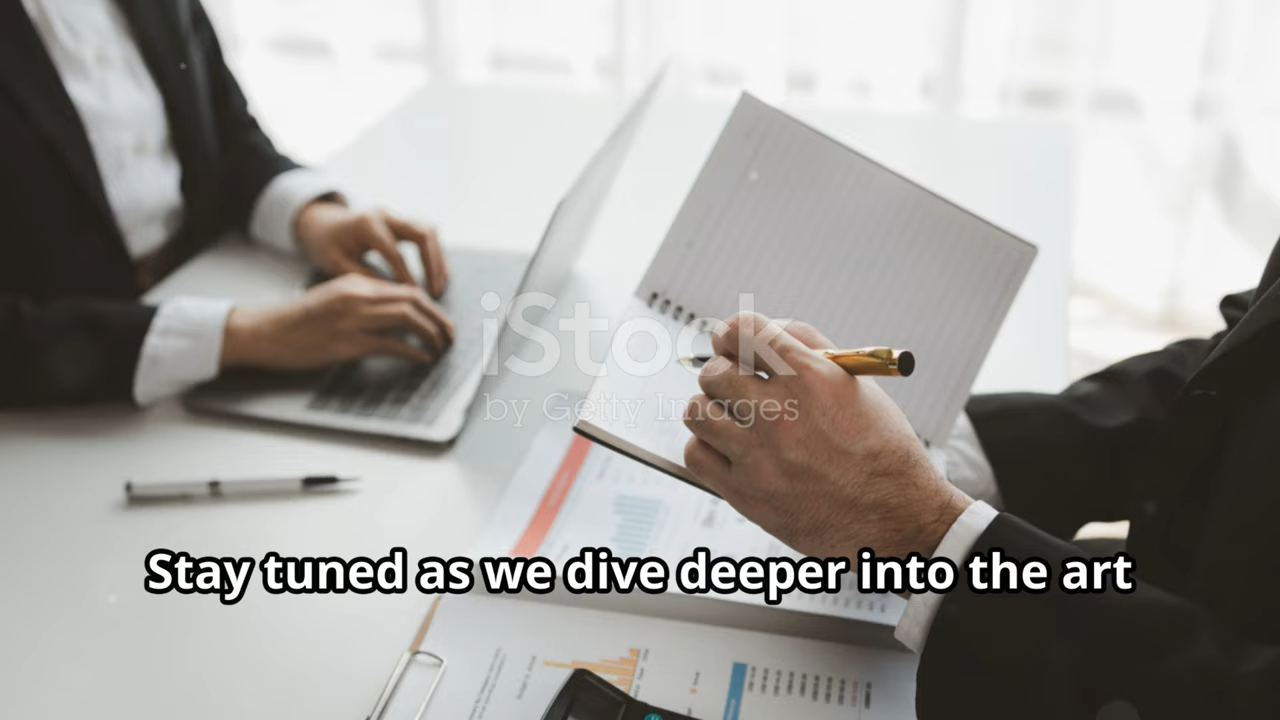 iStock
by Getty Images
Stay tuned as we dive deeper into the art